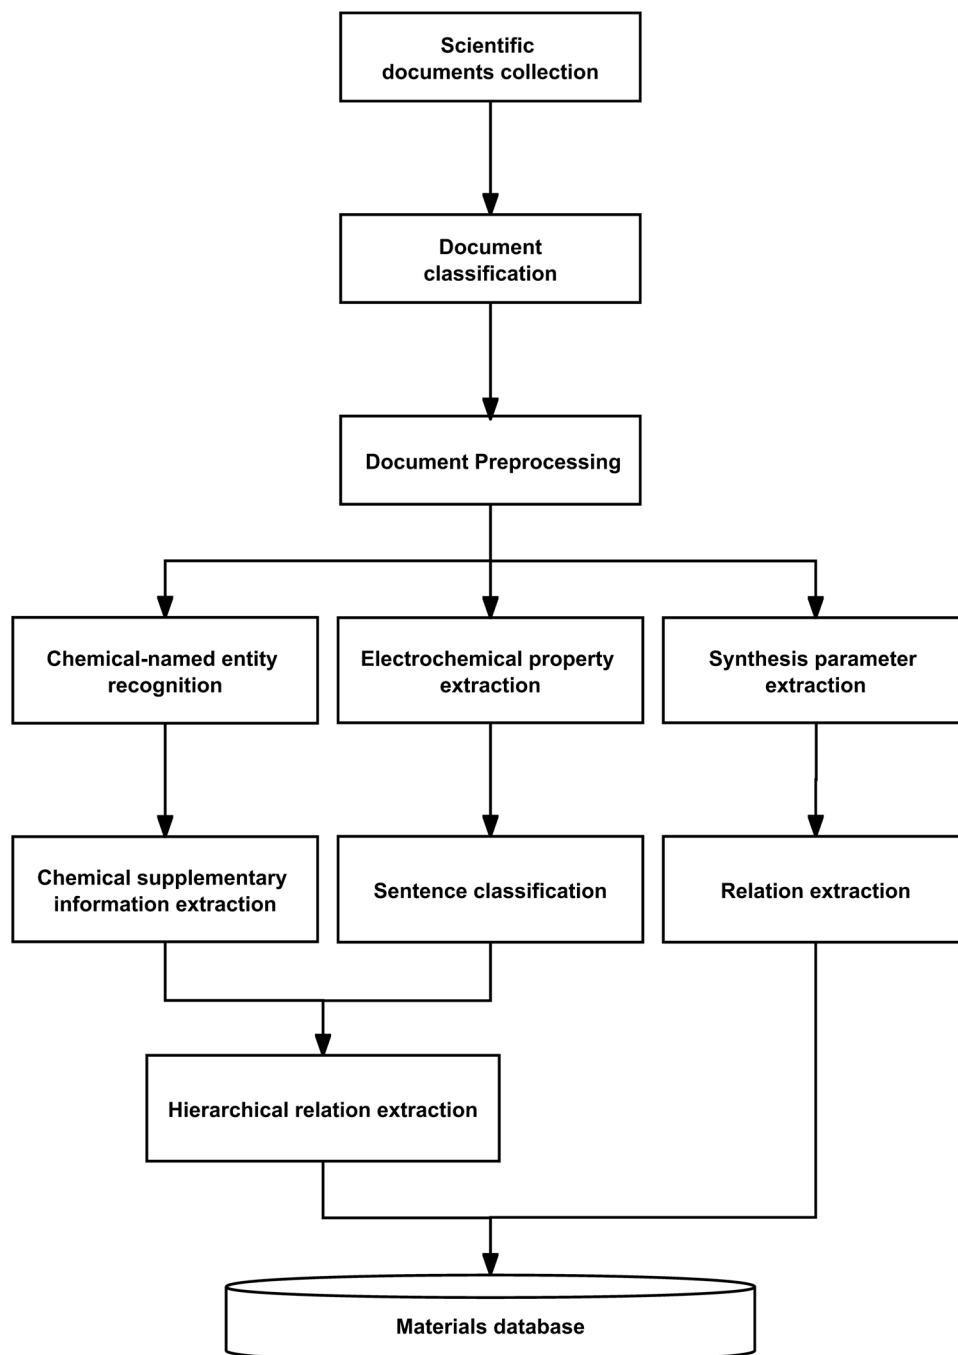 Scientific
documents collection
Document
classification
Document Preprocessing
Chemical-named entity
recognition
Electrochemical property
extraction
Synthesis parameter
extraction
Chemical supplementary
information extraction
Sentence classification
Relation extraction
Hierarchical relation extraction
Materials database